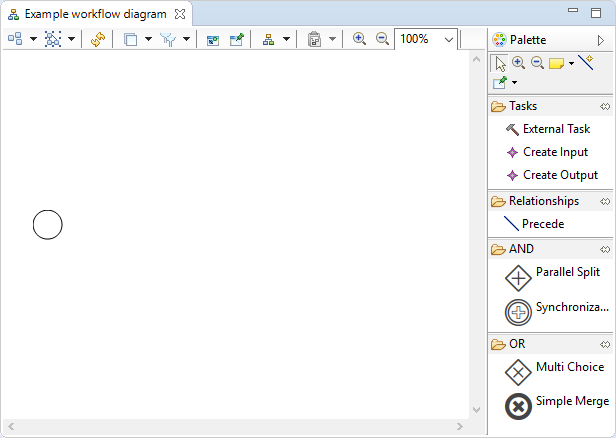 Example workflow diagram
100%
Palette
Tasks
External Task
Create Input
Create Output
Relationships
Precede
AND
Parallel Split
Synchroniza...
OR
Multi Choice
Simple Merge